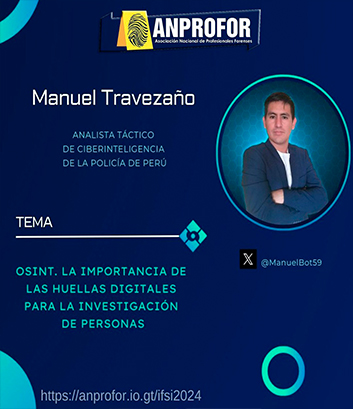 ANPROFOR
Asociación Nacional de Profesionales Forenses
Manuel Travezaño
ANALISTA TÁCTICO
DE CIBERINTELIGENCIA
DE LA POLICÍA DE PERÚ
TEMA
OSINT. LA IMPORTANCIA DE
LAS HUELLAS DIGITALES
PARA LA INVESTIGACIÓN
DE PERSONAS
X @ManuelBot59
https://anprofor.io.gt/ifsi2024